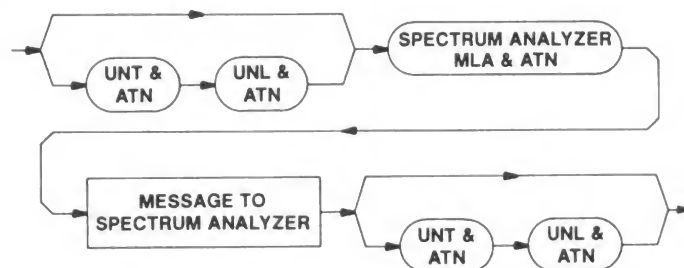 SPECTRUM ANALYZER
MLA & ATN
UNT &
ATN
UNL &
ATN
MESSAGE TO
SPECTRUM ANALYZER
UNT &
ATN
UNL &
ATN